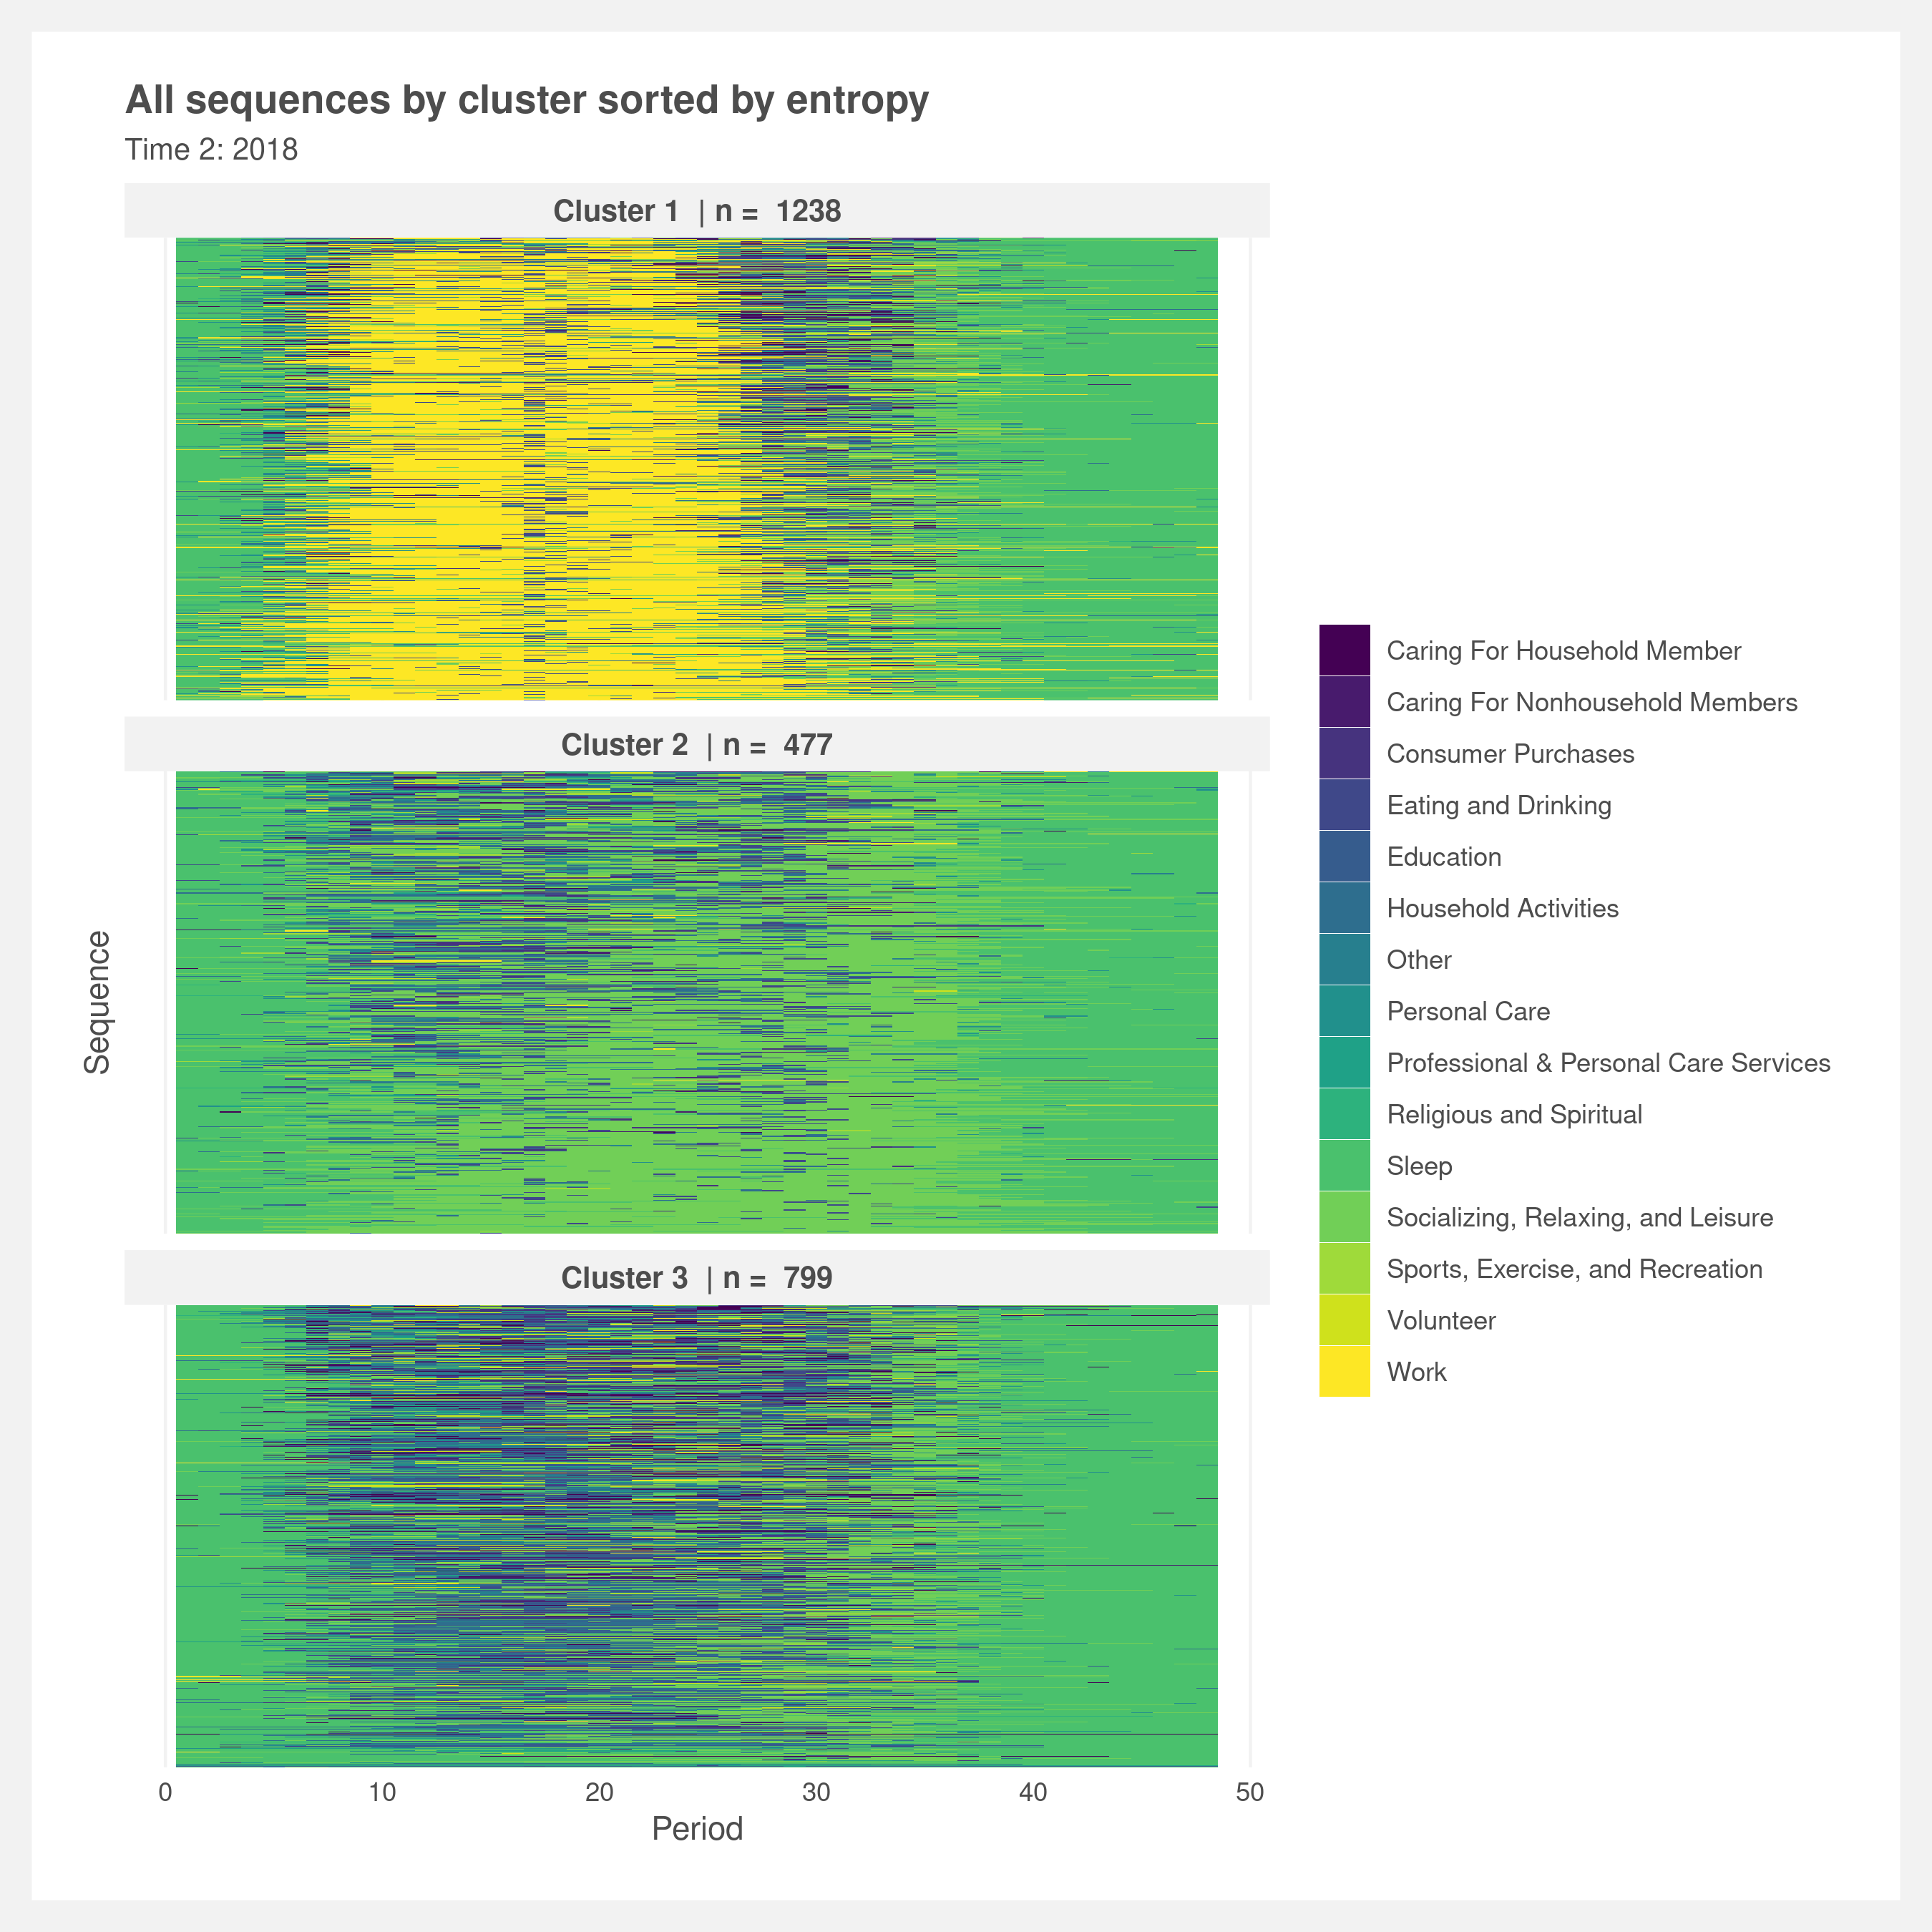 All sequences by cluster sorted by entropy
Time 2: 2018
Cluster 1 | n = 1238
Cluster 2 | n = 477
Cluster 3 | n = 799
Sequence
0 10 20 30 40 50
Period
Caring For Household Member
Caring For Nonhousehold Members
Consumer Purchases
Eating and Drinking
Education
Household Activities
Other
Personal Care
Professional & Personal Care Services
Religious and Spiritual
Sleep
Socializing, Relaxing, and Leisure
Sports, Exercise, and Recreation
Volunteer
Work